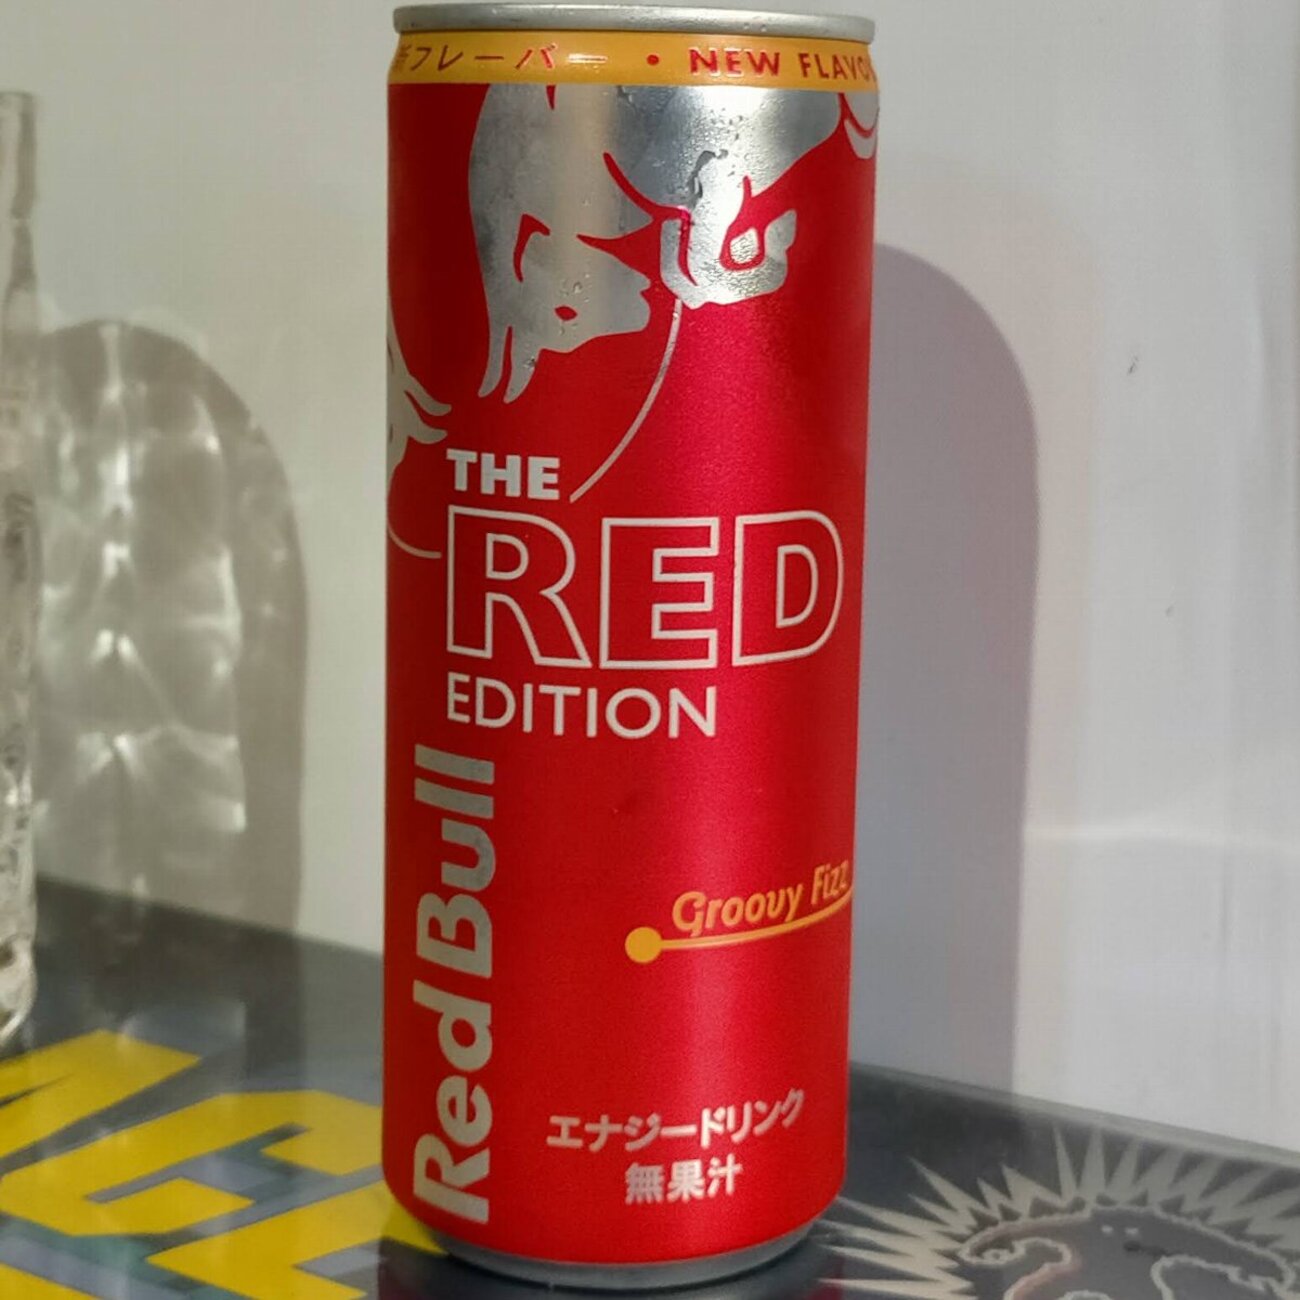 新フレーバー • NEW FLAVO
THE
RED
EDITION
Red Bull
Groovy Fizz
エナジードリンク
無果汁